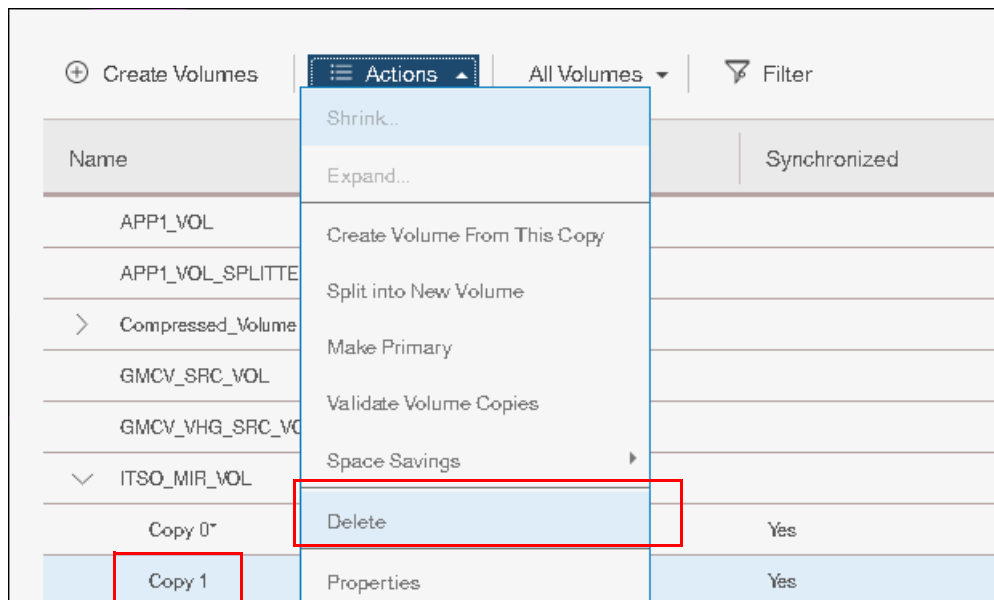 Create Volumes Actions All Volumes Filter
Shrink...
Name Synchronized
Expand...
APP1_VOL
Create Volume From This Copy
APP1_VOL_SPLITTE
Split into New Volume
Compressed_Volume
Make Primary
GMCV_SRC_VOL
Validate Volume Copies
GMCV_VHG_SRC_VO
Space Savings
ITSO_MIR_VOL
Delete
Copy 0* Yes
Copy 1 Properties Yes